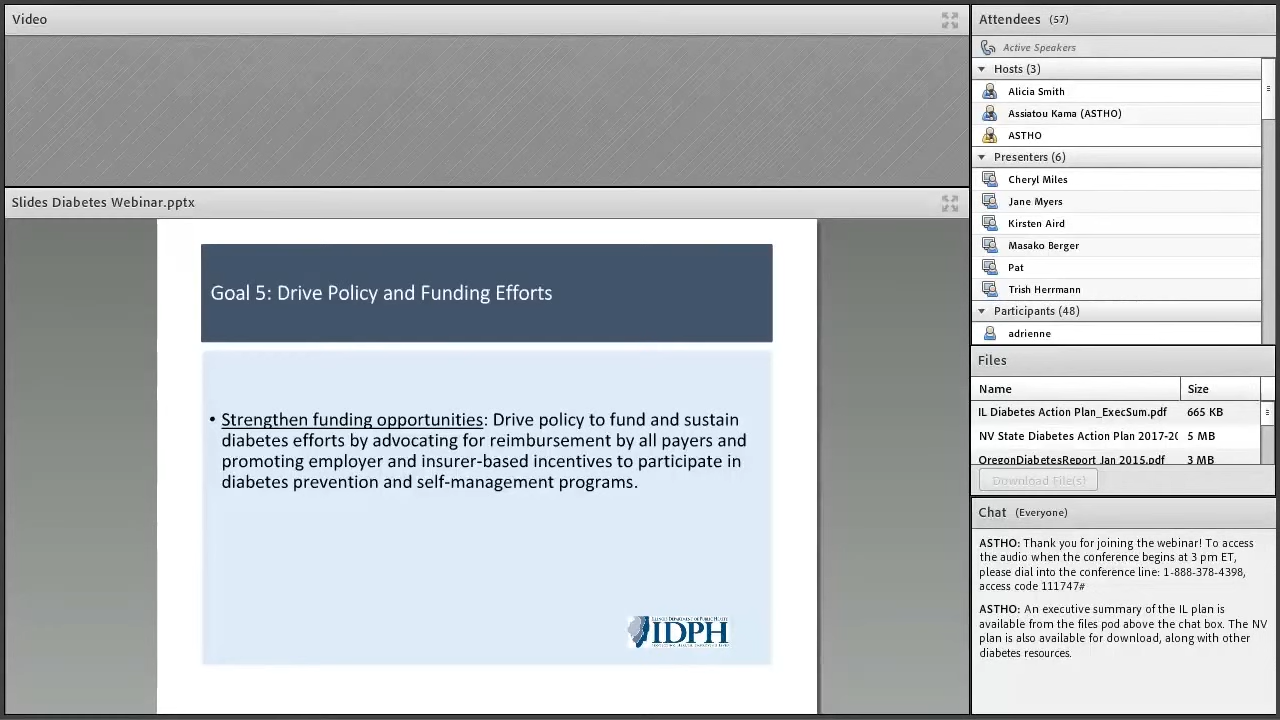 Video
Slides Diabetes Webinar.pptx
Goal 5: Drive Policy and Funding Efforts
• Strengthen funding opportunities: Drive policy to fund and sustain
diabetes efforts by advocating for reimbursement by all payers and
promoting employer and insurer-based incentives to participate in
diabetes prevention and self-management programs.
ILLINOIS DEPARTMENT OF PUBLIC HEALTH
IDPH
Attendees (57)
Active Speakers
Hosts (3)
Alicia Smith
Assiatou Kama (ASTHO)
ASTHO
Presenters (6)
Cheryl Miles
Jane Myers
Kirsten Aird
Masako Berger
Pat
Trish Herrmann
Participants (48)
adrienne
Files
Name Size
IL Diabetes Action Plan_ExecSum.pdf 665 KB
NV State Diabetes Action Plan 2017-20 5 MB
OregonDiabetesReport Jan 2015.pdf 3 MB
Download File(s)
Chat (Everyone)
ASTHO: Thank you for joining the webinar! To access
the audio when the conference begins at 3 pm ET,
please dial into the conference line: 1-888-378-4398,
access code 111747#
ASTHO: An executive summary of the IL plan is
available from the files pod above the chat box. The NV
plan is also available for download, along with other
diabetes resources.